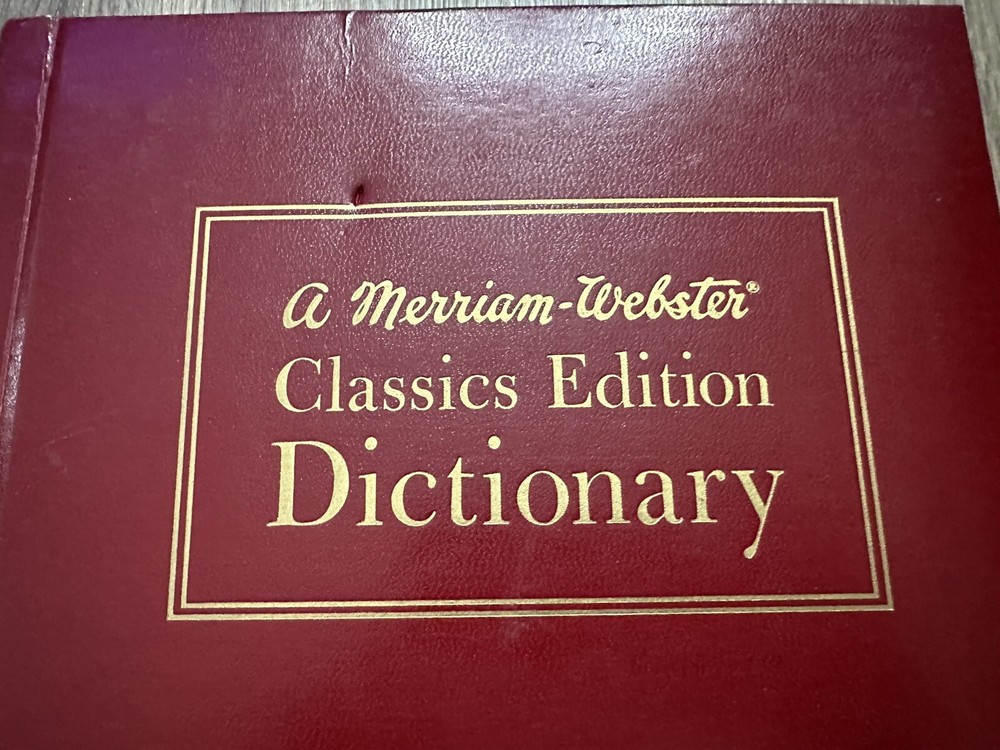 A Merriam-Webster®
Classics Edition
Dictionary